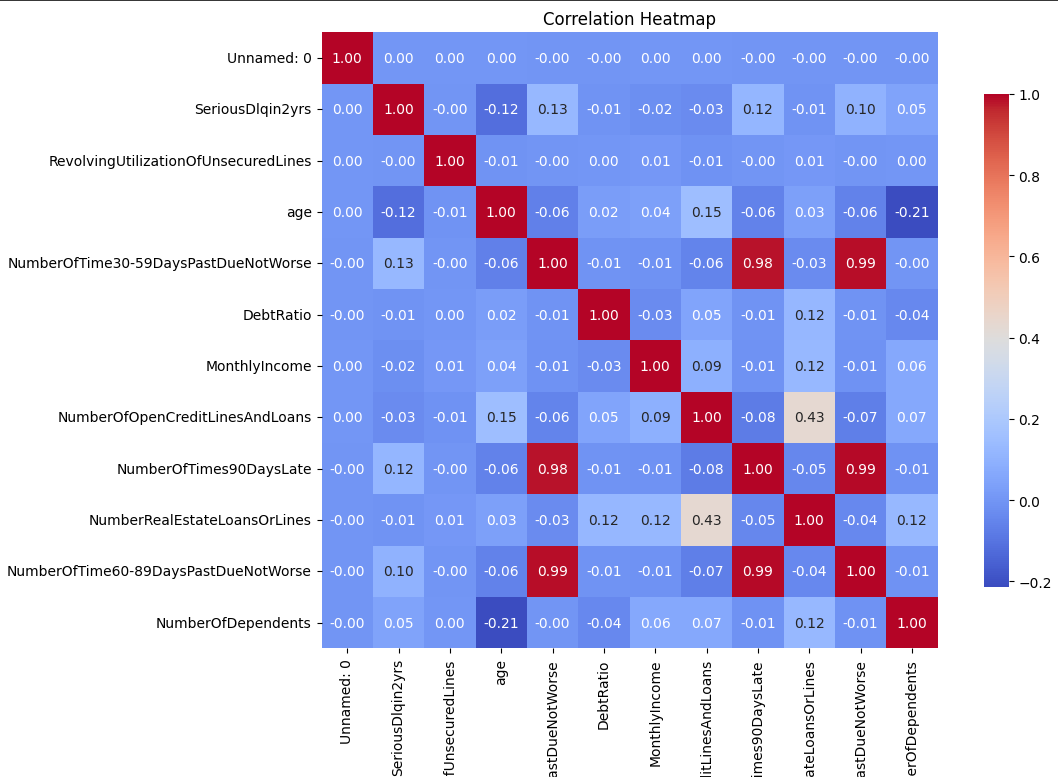 Correlation Heatmap
Unnamed: 0 1.00 0.00 0.00 0.00 -0.00 0.00 0.00 0.00 -0.00 -0.00 -0.00 -0.00
SeriousDlqin2yrs 0.00 1.00 -0.00 -0.12 0.13 -0.01 -0.02 -0.03 0.12 -0.01 0.10 0.05
RevolvingUtilizationOfUnsecuredLines 0.00 -0.00 1.00 -0.01 -0.00 0.00 0.01 -0.01 -0.00 0.01 -0.00 0.00
age 0.00 -0.12 -0.01 1.00 -0.06 0.02 0.04 0.15 -0.06 0.03 -0.06 -0.21
NumberOfTime30-59DaysPastDueNotWorse -0.00 0.13 -0.00 -0.06 1.00 -0.01 -0.01 -0.06 0.98 -0.03 0.99 -0.00
DebtRatio -0.00 -0.01 0.00 0.02 -0.01 1.00 -0.03 0.05 -0.01 0.12 -0.01 -0.04
MonthlyIncome 0.00 -0.02 0.01 0.04 -0.01 -0.03 1.00 0.09 -0.01 0.12 -0.01 0.06
NumberOfOpenCreditLinesAndLoans 0.00 -0.03 -0.01 0.15 -0.06 0.05 0.09 1.00 -0.08 0.43 -0.07 0.07
NumberOfTimes90DaysLate -0.00 0.12 -0.00 -0.06 0.98 -0.01 -0.01 -0.08 1.00 -0.05 0.99 -0.01
NumberRealEstateLoansOrLines -0.00 -0.01 0.01 0.03 -0.03 0.12 0.12 0.43 -0.05 1.00 -0.04 0.12
NumberOfTime60-89DaysPastDueNotWorse -0.00 0.10 -0.00 -0.06 0.99 -0.01 -0.01 -0.07 0.99 -0.04 1.00 -0.01
NumberOfDependents -0.00 0.05 0.00 -0.21 -0.00 -0.04 0.06 0.07 -0.01 0.12 -0.01 1.00
Unnamed: 0
SeriousDlqin2yrs
fUnsecuredLines
age
astDueNotWorse
DebtRatio
MonthlyIncome
ditLinesAndLoans
imes90DaysLate
ateLoansOrLines
astDueNotWorse
erOfDependents
1.0
0.8
0.6
0.4
0.2
0.0
−0.2